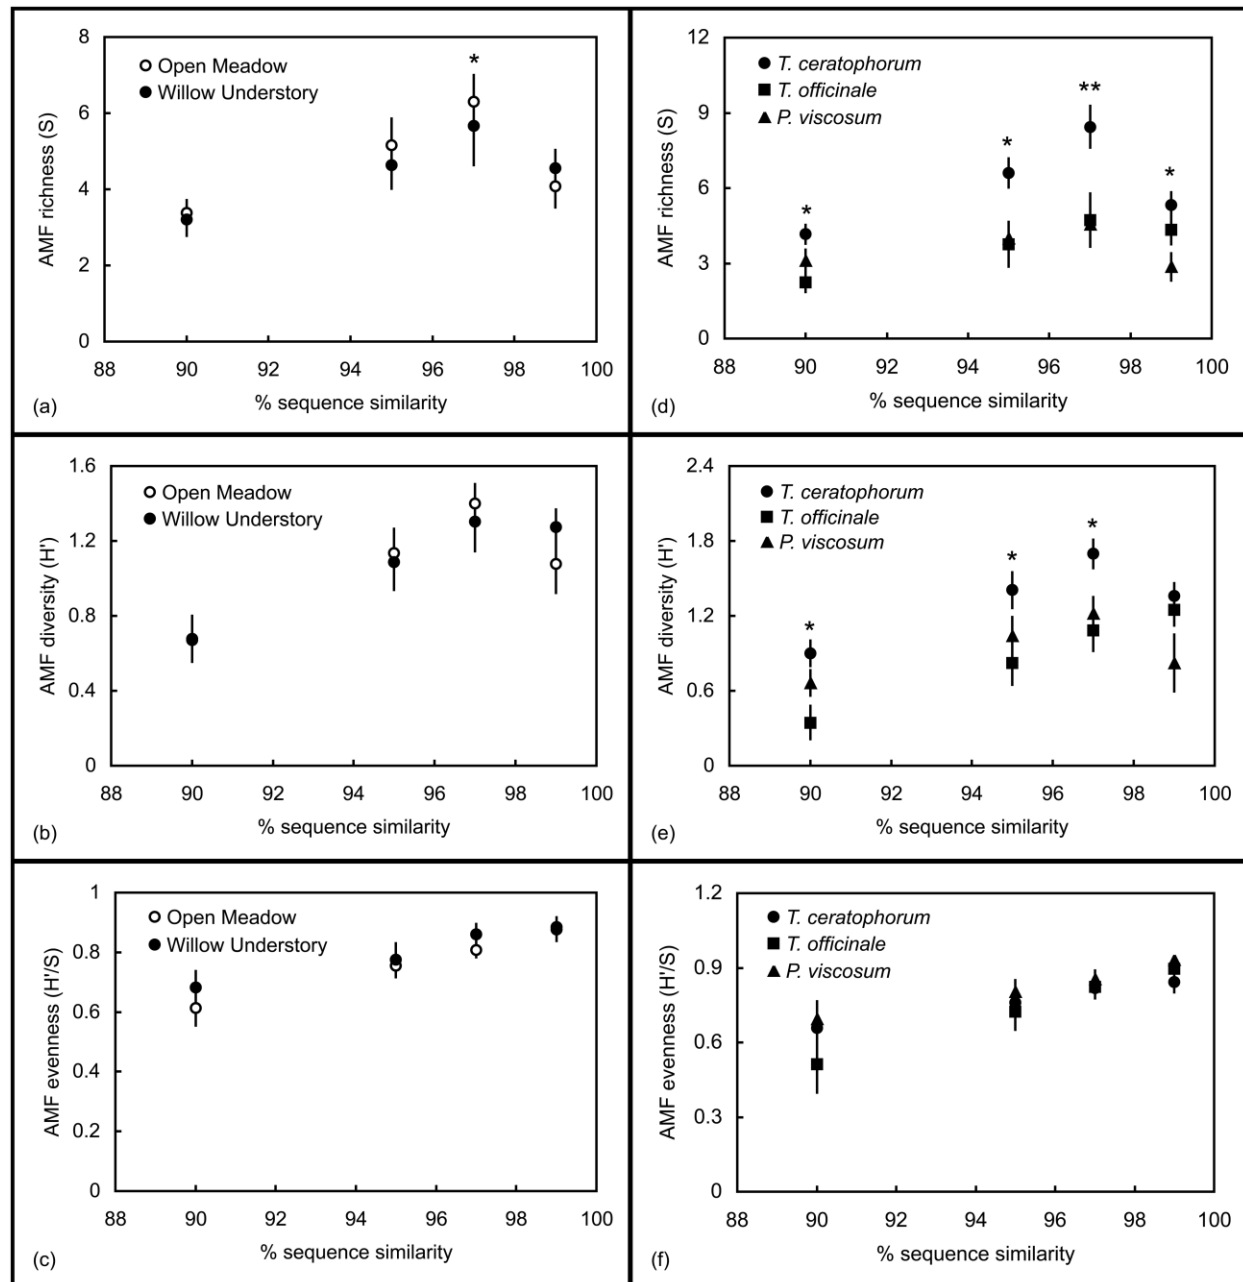 8
6
4
2
0
AMF richness (S)
Open Meadow
Willow Understory
*
88 90 92 94 96 98 100
% sequence similarity
(a)
12
9
6
3
0
AMF richness (S)
T. ceratophorum
T. officinale
P. viscosum
*
*
**
*
88 90 92 94 96 98 100
% sequence similarity
(d)
1.6
1.2
0.8
0.4
0
AMF diversity (H')
Open Meadow
Willow Understory
88 90 92 94 96 98 100
% sequence similarity
(b)
2.4
1.8
1.2
0.6
0
AMF diversity (H')
T. ceratophorum
T. officinale
P. viscosum
*
*
*
88 90 92 94 96 98 100
% sequence similarity
(e)
1
0.8
0.6
0.4
0.2
0
AMF evenness (H'/S)
Open Meadow
Willow Understory
88 90 92 94 96 98 100
% sequence similarity
(c)
1.2
0.9
0.6
0.3
0
AMF evenness (H'/S)
T. ceratophorum
T. officinale
P. viscosum
88 90 92 94 96 98 100
% sequence similarity
(f)